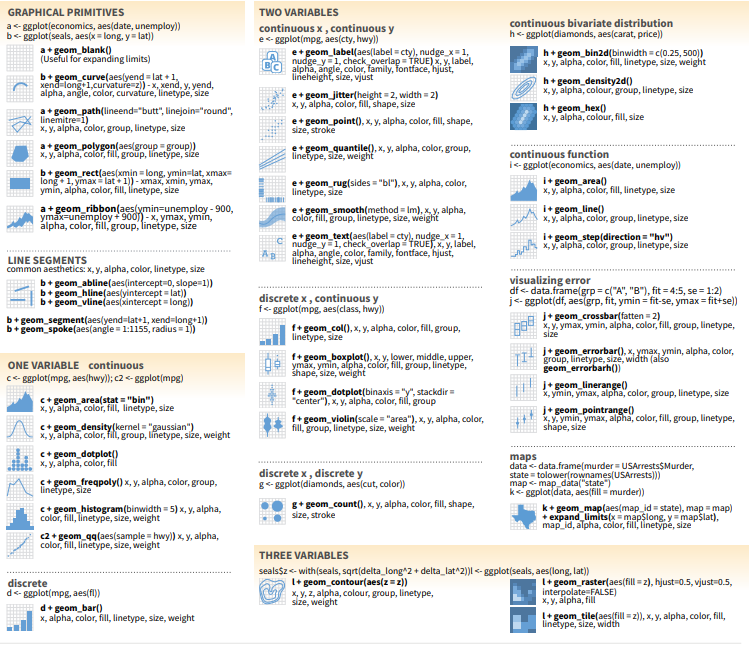 GRAPHICAL PRIMITIVES
a <- ggplot(economics, aes(date, unemploy))
b <- ggplot(seals, aes(x = long, y = lat))
a + geom_blank()
(Useful for expanding limits)
b + geom_curve(aes(yend = lat + 1,
xend=long+1,curvature=z)) - x, xend, y, yend,
alpha, angle, color, curvature, linetype, size
a + geom_path(lineend="butt", linejoin="round",
linemitre=1)
x, y, alpha, color, group, linetype, size
a + geom_polygon(aes(group = group))
x, y, alpha, color, fill, group, linetype, size
b + geom_rect(aes(xmin = long, ymin=lat, xmax=
long + 1, ymax = lat + 1)) - xmax, xmin, ymax,
ymin, alpha, color, fill, linetype, size
a + geom_ribbon(aes(ymin=unemploy - 900,
ymax=unemploy + 900)) - x, ymax, ymin,
alpha, color, fill, group, linetype, size
LINE SEGMENTS
common aesthetics: x, y, alpha, color, linetype, size
b + geom_abline(aes(intercept=0, slope=1))
b + geom_hline(aes(yintercept = lat))
b + geom_vline(aes(xintercept = long))
b + geom_segment(aes(yend=lat+1, xend=long+1))
b + geom_spoke(aes(angle = 1:1155, radius = 1))
ONE VARIABLE continuous
c <- ggplot(mpg, aes(hwy)); c2 <- ggplot(mpg)
c + geom_area(stat = "bin")
x, y, alpha, color, fill, linetype, size
c + geom_density(kernel = "gaussian")
x, y, alpha, color, fill, group, linetype, size, weight
c + geom_dotplot()
x, y, alpha, color, fill
c + geom_freqpoly() x, y, alpha, color, group,
linetype, size
c + geom_histogram(binwidth = 5) x, y, alpha,
color, fill, linetype, size, weight
c2 + geom_qq(aes(sample = hwy)) x, y, alpha,
color, fill, linetype, size, weight
discrete
d <- ggplot(mpg, aes(fl))
d + geom_bar()
x, alpha, color, fill, linetype, size, weight
TWO VARIABLES
continuous x , continuous y
e <- ggplot(mpg, aes(cty, hwy))
e + geom_label(aes(label = cty), nudge_x = 1,
nudge_y = 1, check_overlap = TRUE) x, y, label,
alpha, angle, color, family, fontface, hjust,
lineheight, size, vjust
e + geom_jitter(height = 2, width = 2)
x, y, alpha, color, fill, shape, size
e + geom_point(), x, y, alpha, color, fill, shape,
size, stroke
e + geom_quantile(), x, y, alpha, color, group,
linetype, size, weight
e + geom_rug(sides = "bl"), x, y, alpha, color,
linetype, size
e + geom_smooth(method = lm), x, y, alpha,
color, fill, group, linetype, size, weight
e + geom_text(aes(label = cty), nudge_x = 1,
nudge_y = 1, check_overlap = TRUE), x, y, label,
alpha, angle, color, family, fontface, hjust,
lineheight, size, vjust
A B C
A B C
discrete x , continuous y
f <- ggplot(mpg, aes(class, hwy))
f + geom_col(), x, y, alpha, color, fill, group,
linetype, size
f + geom_boxplot(), x, y, lower, middle, upper,
ymax, ymin, alpha, color, fill, group, linetype,
shape, size, weight
f + geom_dotplot(binaxis = "y", stackdir =
"center"), x, y, alpha, color, fill, group
f + geom_violin(scale = "area"), x, y, alpha, color,
fill, group, linetype, size, weight
discrete x , discrete y
g <- ggplot(diamonds, aes(cut, color))
g + geom_count(), x, y, alpha, color, fill, shape,
size, stroke
continuous bivariate distribution
h <- ggplot(diamonds, aes(carat, price))
h + geom_bin2d(binwidth = c(0.25, 500))
x, y, alpha, color, fill, linetype, size, weight
h + geom_density2d()
x, y, alpha, colour, group, linetype, size
h + geom_hex()
x, y, alpha, colour, fill, size
continuous function
i <- ggplot(economics, aes(date, unemploy))
i + geom_area()
x, y, alpha, color, fill, linetype, size
i + geom_line()
x, y, alpha, color, group, linetype, size
i + geom_step(direction = "hv")
x, y, alpha, color, group, linetype, size
visualizing error
df <- data.frame(grp = c("A", "B"), fit = 4:5, se = 1:2)
j <- ggplot(df, aes(grp, fit, ymin = fit-se, ymax = fit+se))
j + geom_crossbar(fatten = 2)
x, y, ymax, ymin, alpha, color, fill, group, linetype,
size
j + geom_errorbar(), x, ymax, ymin, alpha, color,
group, linetype, size, width (also
geom_errorbarh())
j + geom_linerange()
x, ymin, ymax, alpha, color, group, linetype, size
j + geom_pointrange()
x, y, ymin, ymax, alpha, color, fill, group, linetype,
shape, size
maps
data <- data.frame(murder = USArrests$Murder,
state = tolower(rownames(USArrests)))
map <- map_data("state")
k <- ggplot(data, aes(fill = murder))
k + geom_map(aes(map_id = state), map = map)
+ expand_limits(x = map$long, y = map$lat),
map_id, alpha, color, fill, linetype, size
THREE VARIABLES
seals$z <- with(seals, sqrt(delta_long^2 + delta_lat^2))l <- ggplot(seals, aes(long, lat))
l + geom_contour(aes(z = z))
x, y, z, alpha, colour, group, linetype,
size, weight
l + geom_raster(aes(fill = z), hjust=0.5, vjust=0.5,
interpolate=FALSE)
x, y, alpha, fill
l + geom_tile(aes(fill = z)), x, y, alpha, color, fill,
linetype, size, width